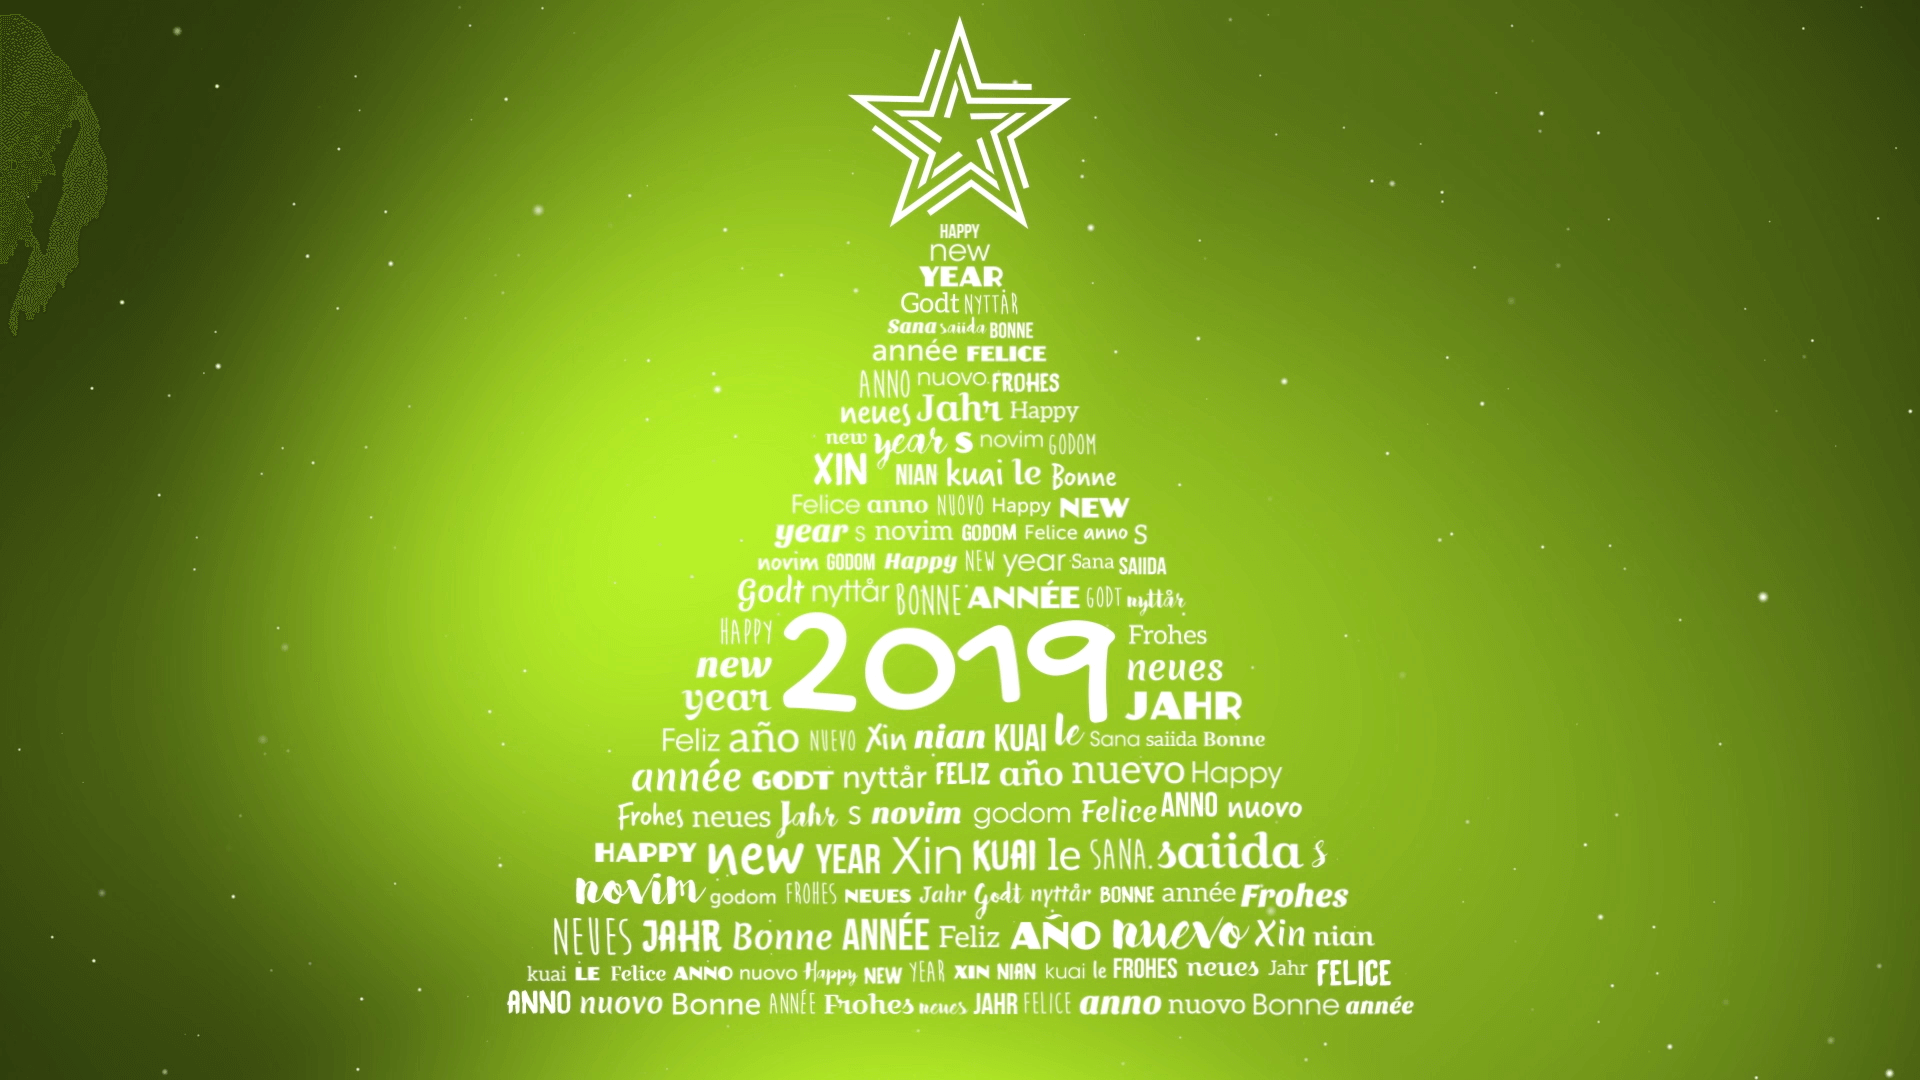 HAPPY
new
YEAR
Godt NYTTÅR
Sana saiida BONNE
année FELICE
ANNO nuovo FROHES
neues Jahr Happy
new year s novim GODOM
XIN NIAN kuai le Bonne
Felice anno NUOVO Happy NEW
year s novim GODOM Felice anno S
novim GODOM Happy NEW year Sana SAIIDA
Godt nyttår BONNE ANNÉE GODT nyttår
HAPPY
new
year
2019
Frohes
neues
JAHR
Feliz año NUEVO Xin nian KUAI le Sana saiida Bonne
année GODT nyttår FELIZ año nuevo Happy
Frohes neues Jahr S novim godom Felice ANNO nuovo
HAPPY new YEAR Xin KUAI le SANA saiida s
novim godom FROHES NEUES Jahr Godt nyttår BONNE année Frohes
NEUES JAHR Bonne ANNÉE Feliz AÑO nuevo Xin nian
kuai LE Felice ANNO nuovo Happy NEW YEAR XIN NIAN kuai le FROHES neues Jahr FELICE
ANNO nuovo Bonne ANNÉE Frohes neues JAHR FELICE anno nuovo Bonne année